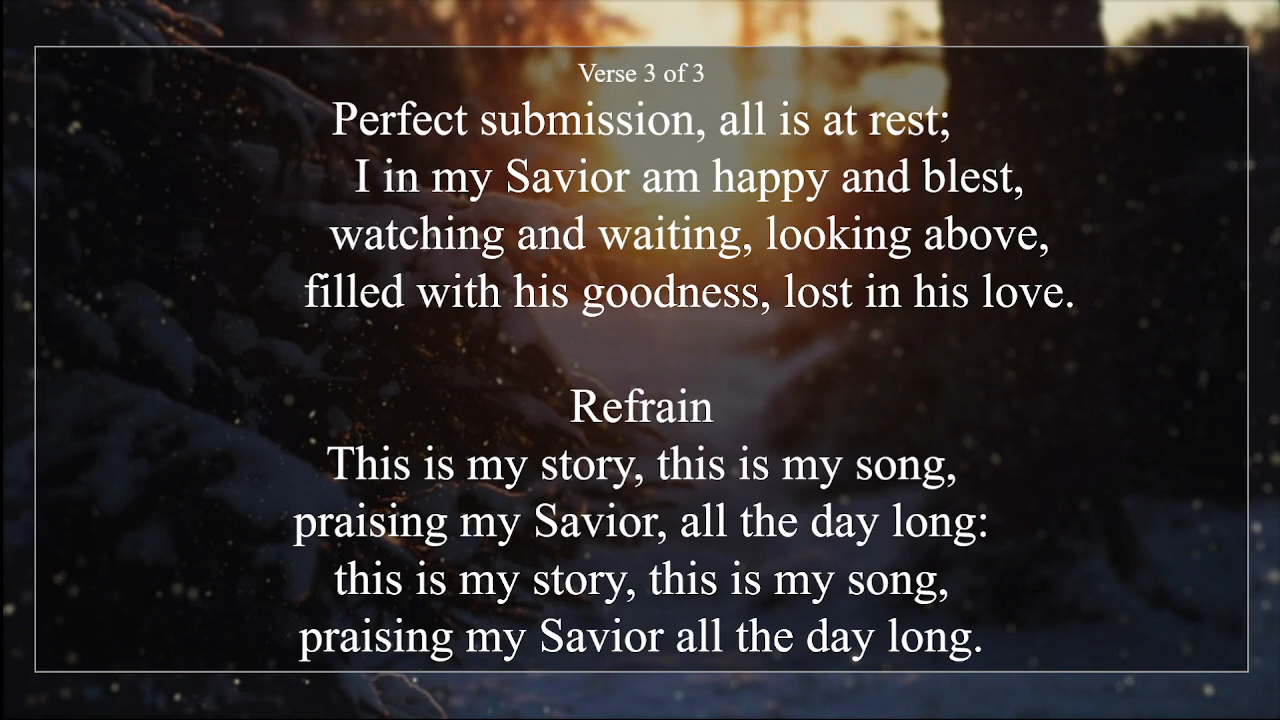 Verse 3 of 3
Perfect submission, all is at rest;
I in my Savior am happy and blest,
watching and waiting, looking above,
filled with his goodness, lost in his love.
Refrain
This is my story, this is my song,
praising my Savior, all the day long:
this is my story, this is my song,
praising my Savior all the day long.